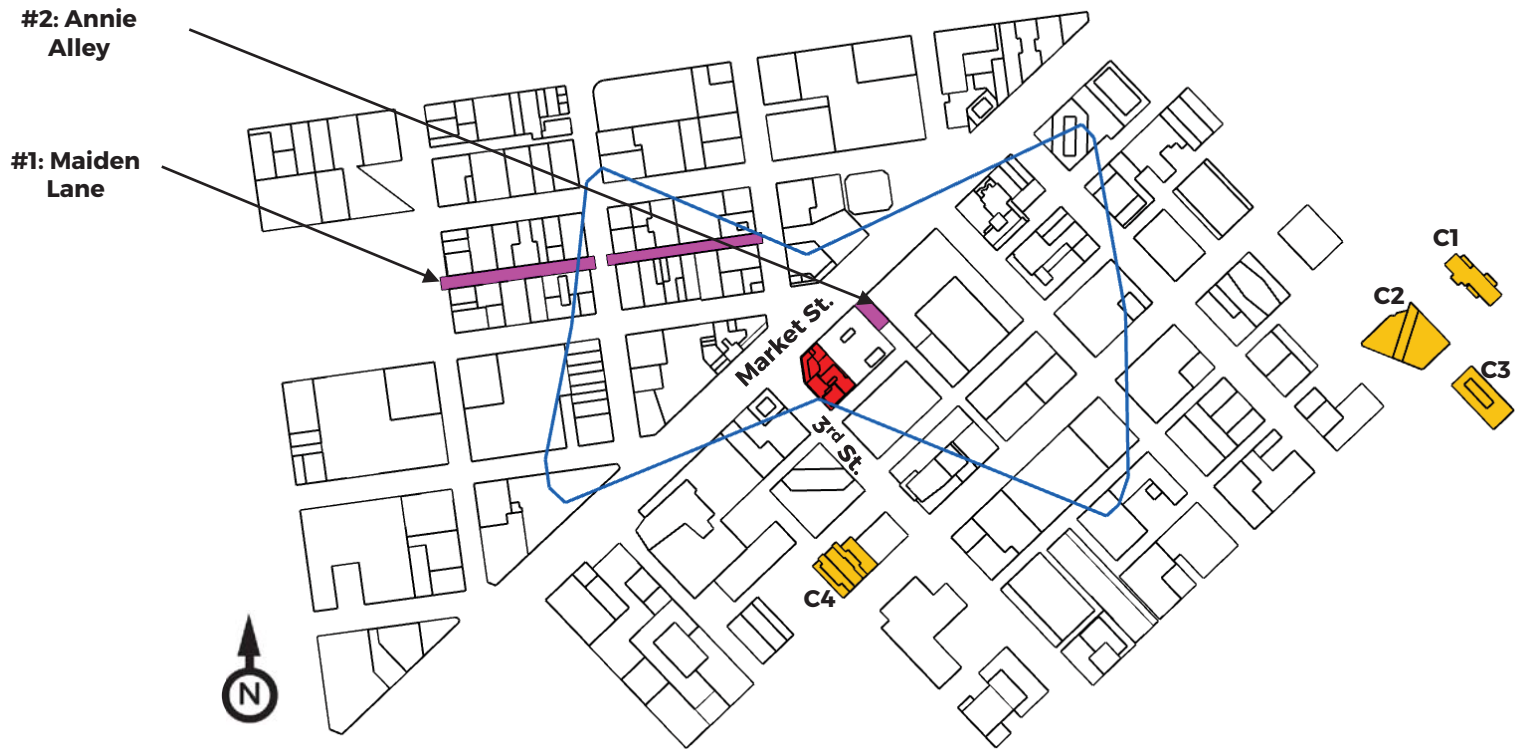 #2: Annie
Alley
#1: Maiden
Lane
C1
C2
C3
Market St.
3rd St.
C4
N